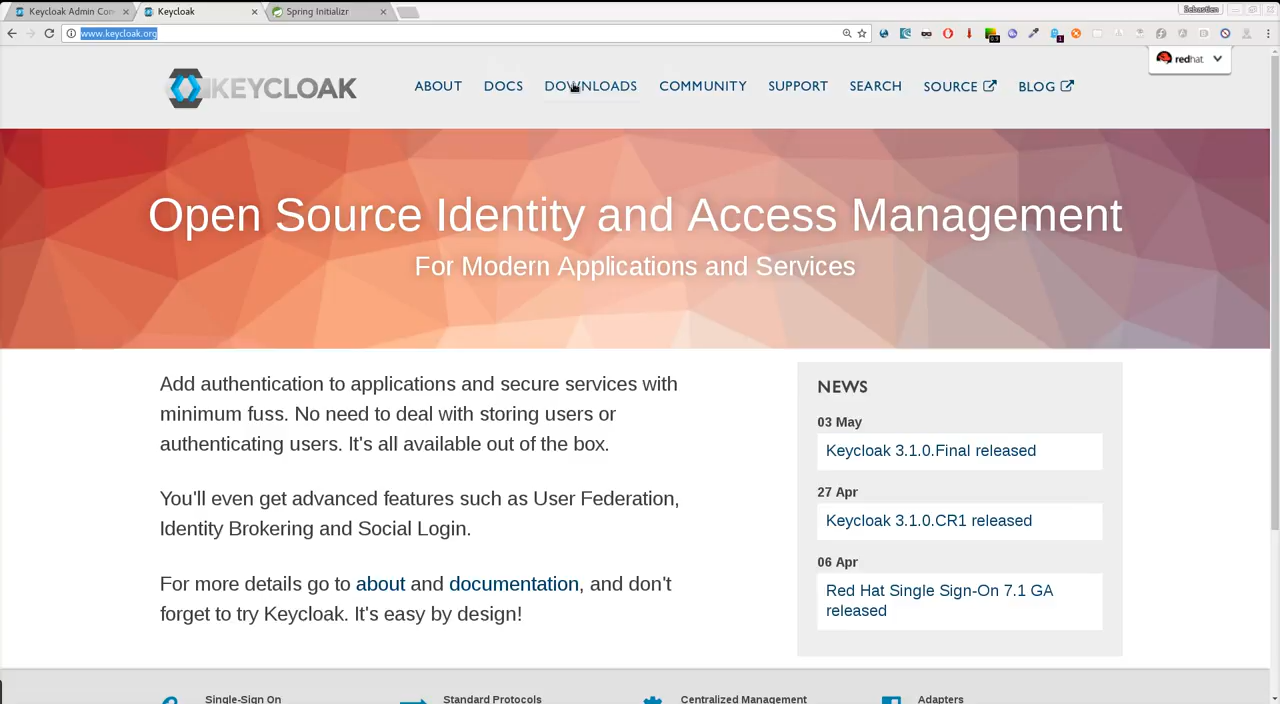 Keycloak Admin Co
Keycloak
Spring Initializr
Sebastien
www.keycloak.org
redhat
KEYCLOAK
ABOUT DOCS DOWNLOADS COMMUNITY SUPPORT SEARCH SOURCE BLOG
Open Source Identity and Access Management
For Modern Applications and Services
Add authentication to applications and secure services with
minimum fuss. No need to deal with storing users or
authenticating users. It's all available out of the box.
You'll even get advanced features such as User Federation,
Identity Brokering and Social Login.
For more details go to about and documentation, and don't
forget to try Keycloak. It's easy by design!
NEWS
03 May
Keycloak 3.1.0.Final released
27 Apr
Keycloak 3.1.0.CR1 released
06 Apr
Red Hat Single Sign-On 7.1 GA
released
Single-Sign On
Standard Protocols
Centralized Management
Adapters